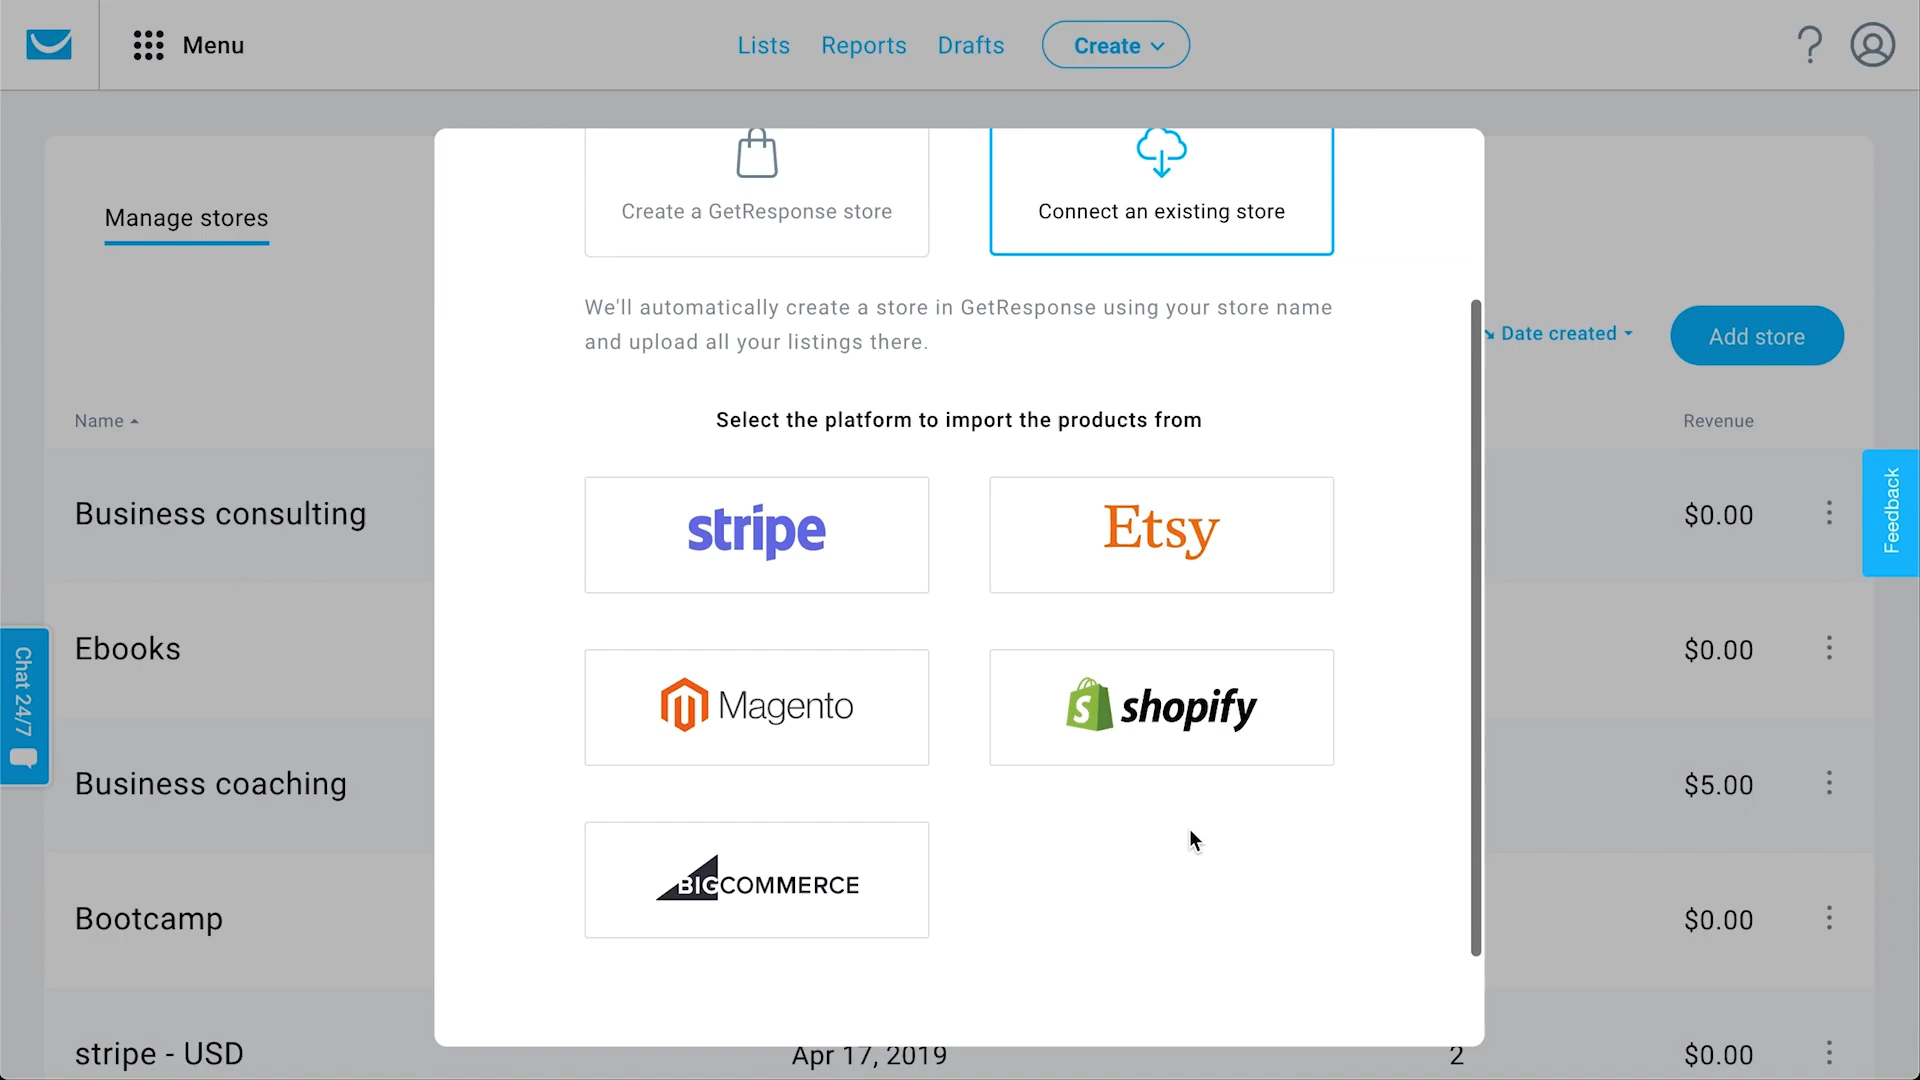 Menu
Lists
Reports
Drafts
Create
Manage stores
Create a GetResponse store
Connect an existing store
We'll automatically create a store in GetResponse using your store name
and upload all your listings there.
Date created
Add store
Select the platform to import the products from
Name
Revenue
stripe
Etsy
Business consulting
$0.00
Feedback
Ebooks
$0.00
Chat 24/7
Magento
shopify
Business coaching
$5.00
BIGCOMMERCE
Bootcamp
$0.00
stripe - USD
Apr 17, 2019
2
$0.00